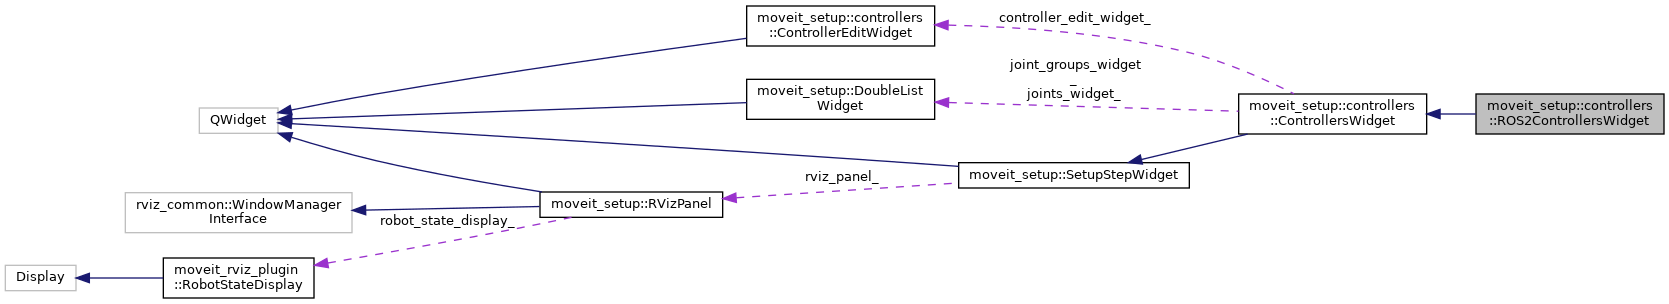 moveit_setup::controllers
::ControllerEditWidget
controller_edit_widget_
joint_groups_widget
_
joints_widget_
moveit_setup::DoubleList
Widget
QWidget
moveit_setup::controllers
::ControllersWidget
moveit_setup::controllers
::ROS2ControllersWidget
moveit_setup::SetupStepWidget
rviz_panel_
moveit_setup::RVizPanel
rviz_common::WindowManager
Interface
robot_state_display_
moveit_rviz_plugin
::RobotStateDisplay
Display